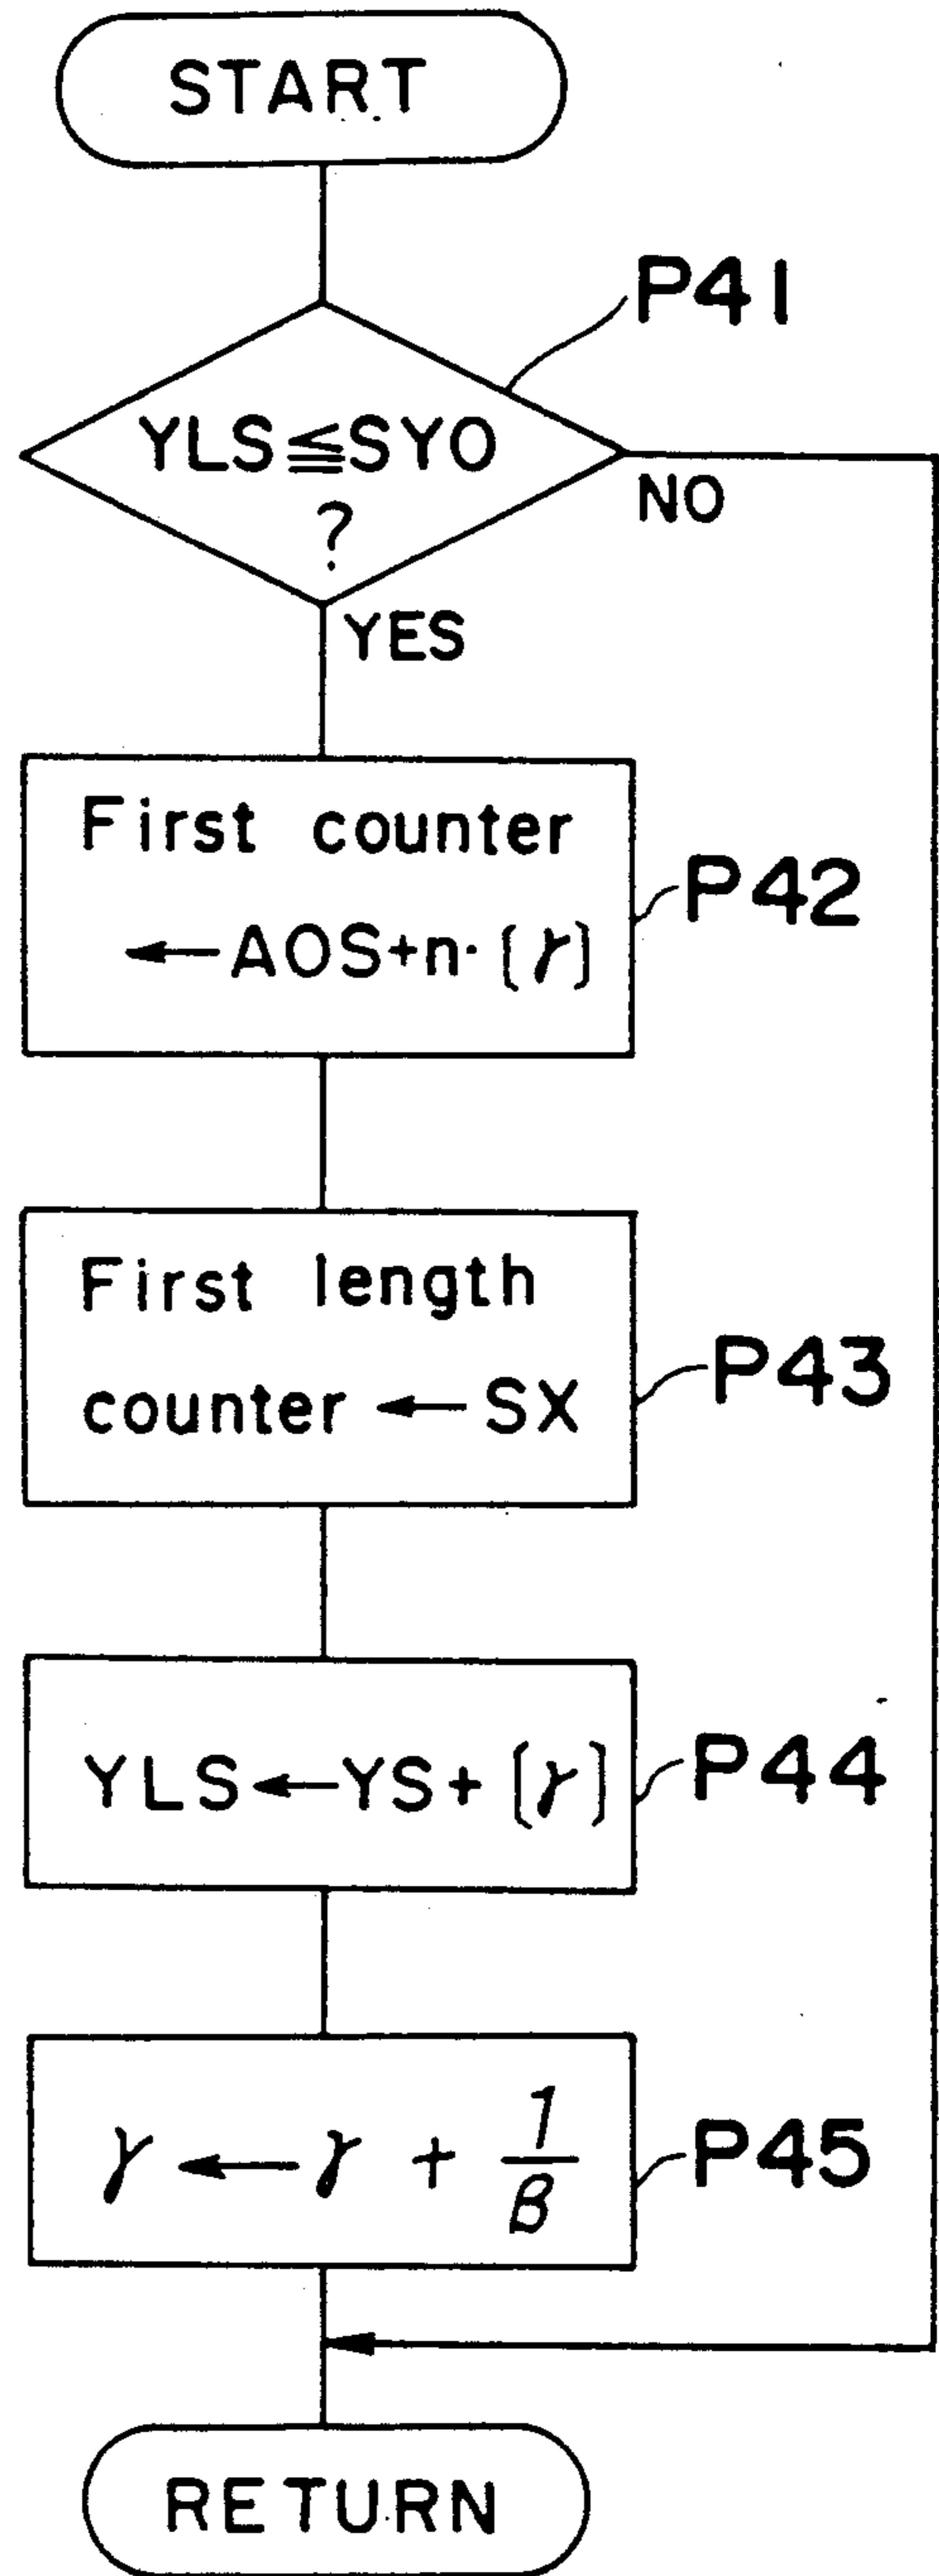 START
P41
YLS≦SYO
?
NO
YES
First counter
←AOS+n·[γ]
P42
First length
counter ← SX
P43
YLS←YS+[γ]
P44
γ ← γ + 1/B
P45
RETURN